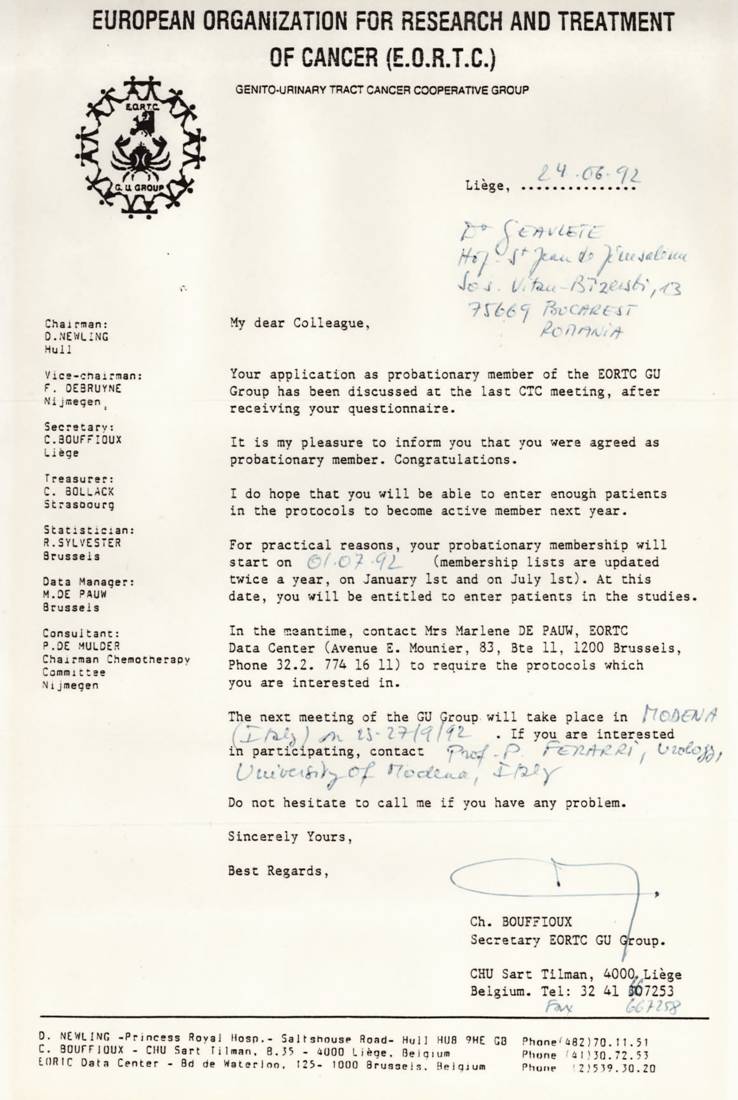 EUROPEAN ORGANIZATION FOR RESEARCH AND TREATMENT
OF CANCER (E.O.R.T.C.)
GENITO-URINARY TRACT CANCER COOPERATIVE GROUP
E.O.R.T.C.
G.U. GROUP
Liège, 24.06.92
Dr GEAVLETE
Hop. St Jean de Jérusalem
Sos. Vitan-Bîzesti, 13
75669 BUCAREST
ROMANIA
Chairman:
D.NEWLING
Hull
Vice-chairman:
F. DEBRUYNE
Nijmegen
Secretary:
C.BOUFFIOUX
Liège
Treasurer:
C. BOLLACK
Strasbourg
Statistician:
R.SYLVESTER
Brussels
Data Manager:
M.DE PAUW
Brussels
Consultant:
P.DE MULDER
Chairman Chemotherapy
Committee
Nijmegen
My dear Colleague,
Your application as probationary member of the EORTC GU
Group has been discussed at the last CTC meeting, after
receiving your questionnaire.
It is my pleasure to inform you that you were agreed as
probationary member. Congratulations.
I do hope that you will be able to enter enough patients
in the protocols to become active member next year.
For practical reasons, your probationary membership will
start on 01.07.92 (membership lists are updated
twice a year, on January 1st and on July 1st). At this
date, you will be entitled to enter patients in the studies.
In the meantime, contact Mrs Marlene DE PAUW, EORTC
Data Center (Avenue E. Mounier, 83, Bte 11, 1200 Brussels,
Phone 32.2. 774 16 11) to require the protocols which
you are interested in.
The next meeting of the GU Group will take place in MODENA
(Italy) on 25-27/9/92 . If you are interested
in participating, contact Prof. P. FERARRI, Urology,
University of Modena, Italy
Do not hesitate to call me if you have any problem.
Sincerely Yours,
Best Regards,
Ch. BOUFFIOUX
Secretary EORTC GU Group.
CHU Sart Tilman, 4000 Liège
Belgium. Tel: 32 41 667253
Fax 667258
D. NEWLING -Princess Royal Hosp.- Saltshouse Road- Hull HU8 9HE GB Phone(482)70.11.51
C. BOUFFIOUX - CHU Sart Tilman, B.35 - 4000 Liège, Belgium Phone (41)30.72.53
EORTC Data Center - Bd de Waterloo, 125- 1000 Brussels, Belgium Phone (2)539.30.20